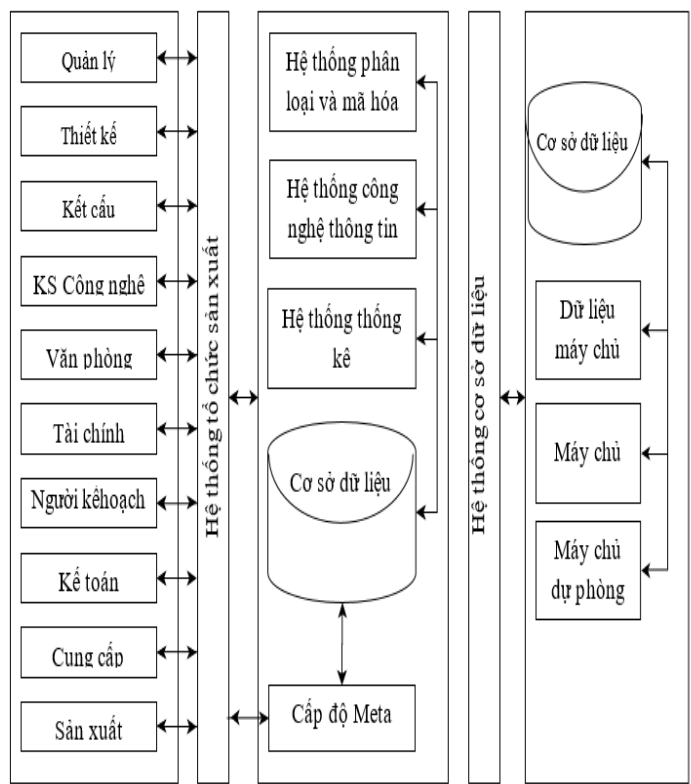 Quản lý
Thiết kế
Kết cấu
KS Công nghê
Văn phòng
Tài chính
Người kếhoạch
Kế toán
Cung cấp
Sản xuất
Hệ thống tổ chức sản xuất
Hệ thống phân
loại và mã hóa
Hệ thống công
nghệ thông tin
Hệ thống thống
kê
Cơ sở dữ liệu
Cấp độ Meta
Hệ thống cơ sở dữ liệu
Cơ sở dữ liệu
Dữ liệu
máy chủ
Máy chủ
Máy chủ
dự phòng